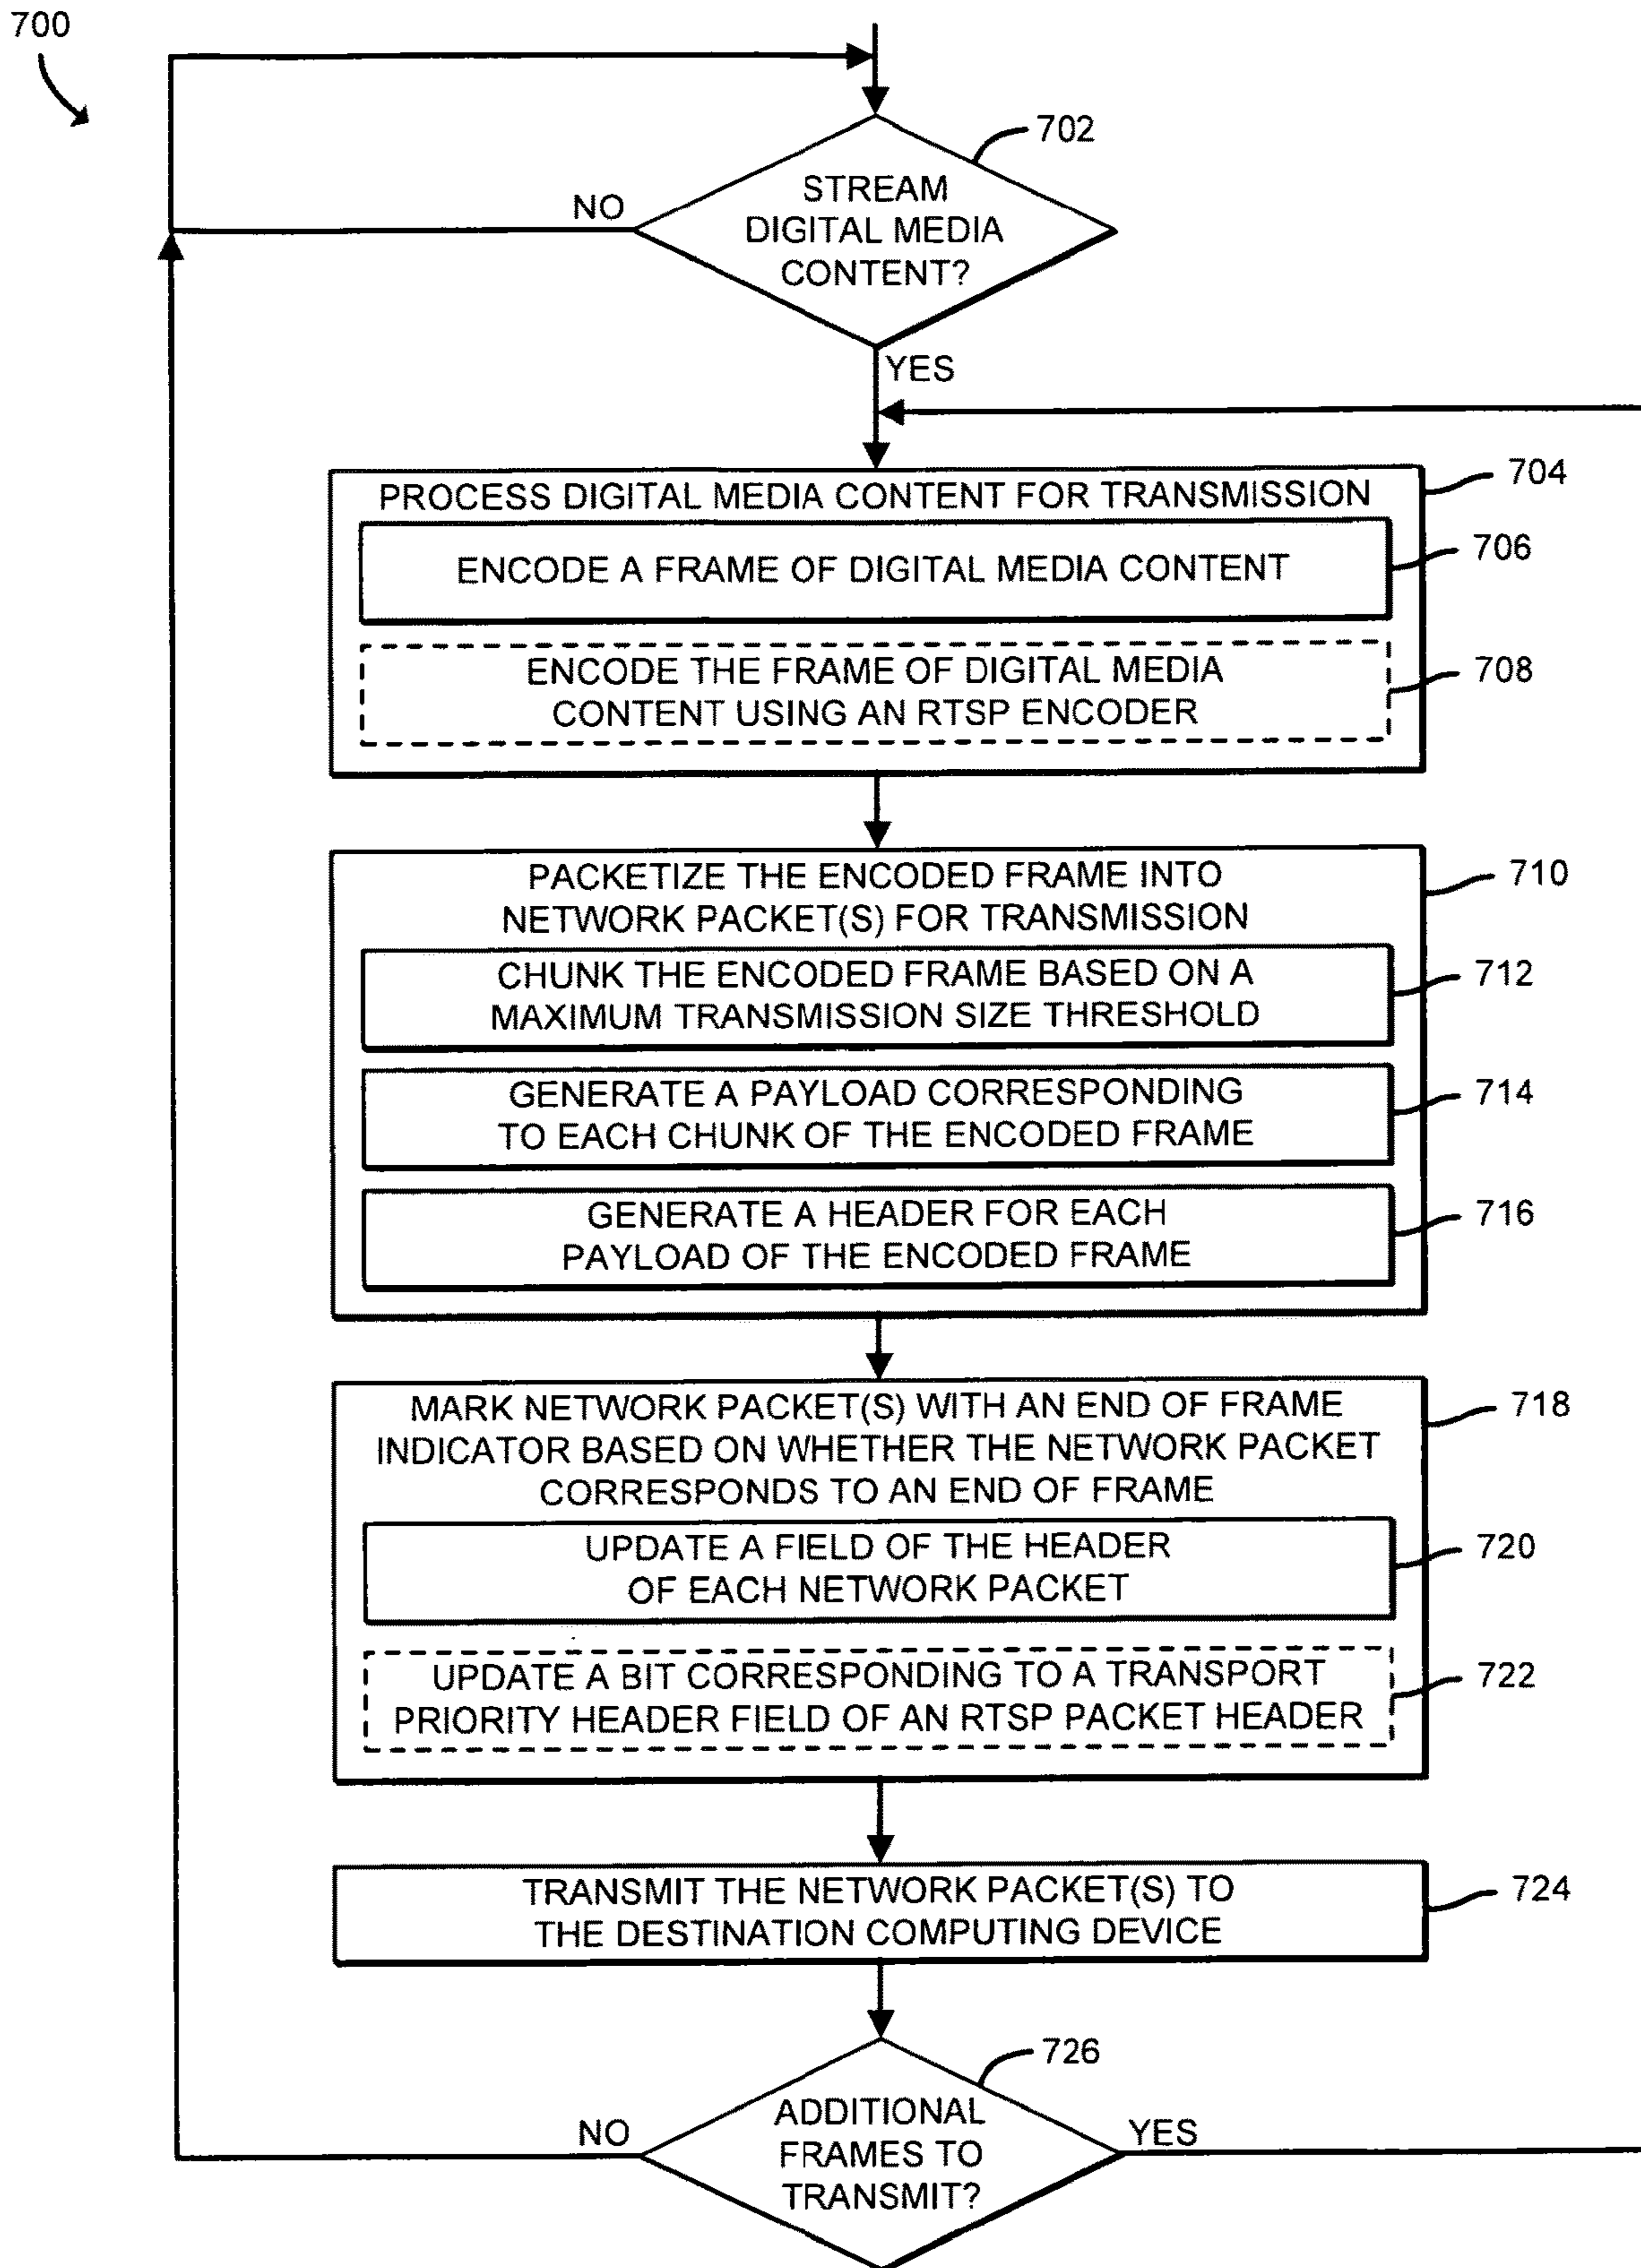 700
702
STREAM
DIGITAL MEDIA
CONTENT?
NO
YES
704
PROCESS DIGITAL MEDIA CONTENT FOR TRANSMISSION
706
ENCODE A FRAME OF DIGITAL MEDIA CONTENT
708
ENCODE THE FRAME OF DIGITAL MEDIA
CONTENT USING AN RTSP ENCODER
710
PACKETIZE THE ENCODED FRAME INTO
NETWORK PACKET(S) FOR TRANSMISSION
712
CHUNK THE ENCODED FRAME BASED ON A
MAXIMUM TRANSMISSION SIZE THRESHOLD
714
GENERATE A PAYLOAD CORRESPONDING
TO EACH CHUNK OF THE ENCODED FRAME
716
GENERATE A HEADER FOR EACH
PAYLOAD OF THE ENCODED FRAME
718
MARK NETWORK PACKET(S) WITH AN END OF FRAME
INDICATOR BASED ON WHETHER THE NETWORK PACKET
CORRESPONDS TO AN END OF FRAME
720
UPDATE A FIELD OF THE HEADER
OF EACH NETWORK PACKET
722
UPDATE A BIT CORRESPONDING TO A TRANSPORT
PRIORITY HEADER FIELD OF AN RTSP PACKET HEADER
724
TRANSMIT THE NETWORK PACKET(S) TO
THE DESTINATION COMPUTING DEVICE
726
ADDITIONAL
FRAMES TO
TRANSMIT?
NO
YES